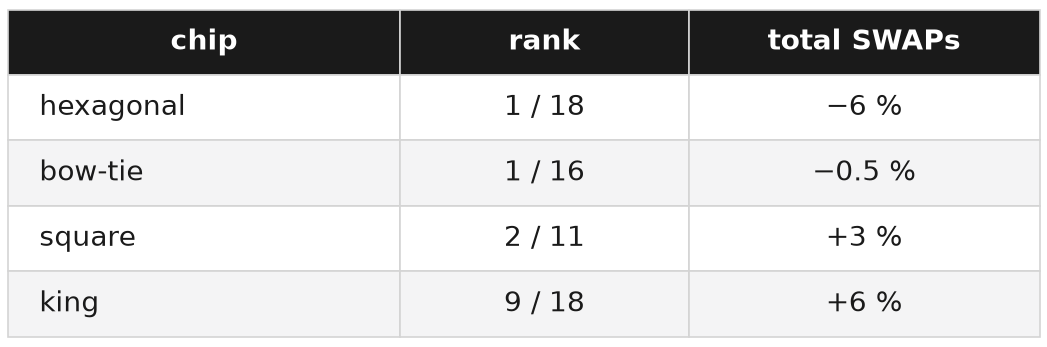 chip rank total SWAPs
hexagonal 1 / 18 −6 %
bow-tie 1 / 16 −0.5 %
square 2 / 11 +3 %
king 9 / 18 +6 %